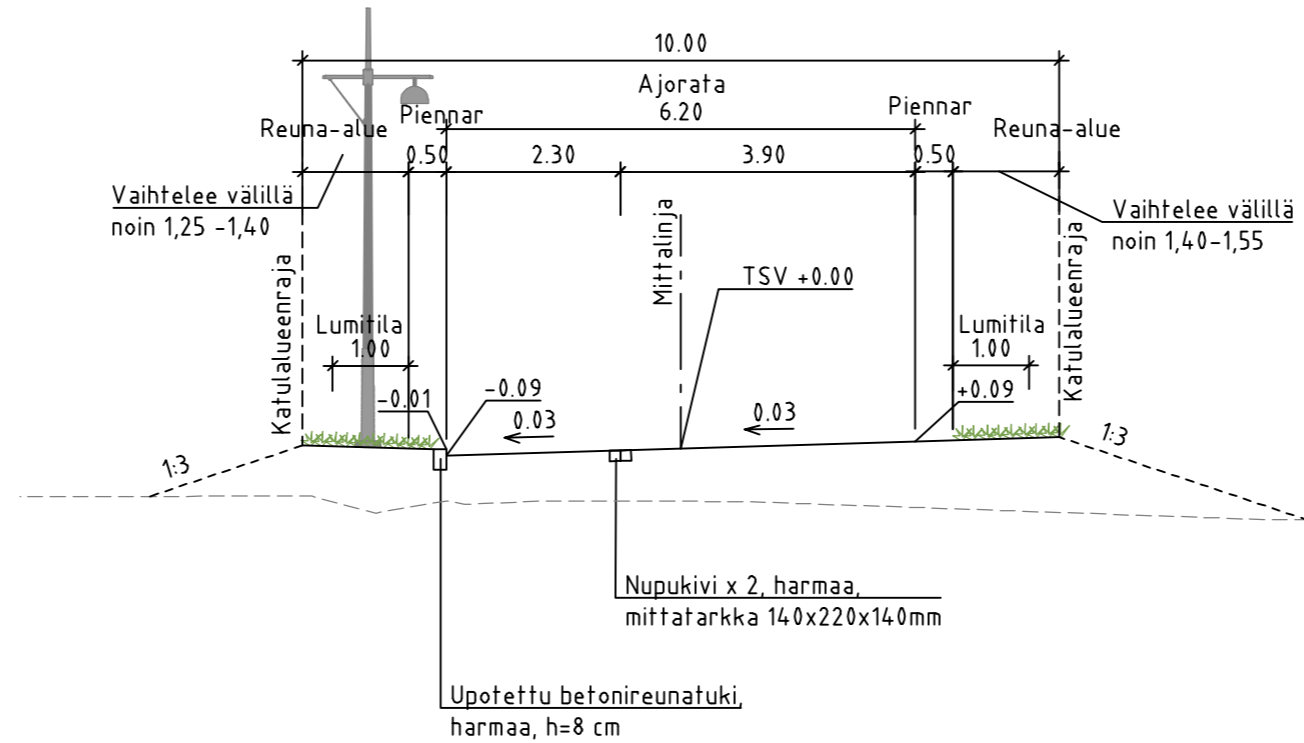 10.00
Ajorata
6.20
Piennar
Piennar
Reuna-alue
Reuna-alue
0.50
2.30
3.90
0.50
Vaihtelee välillä
noin 1,25 -1,40
Vaihtelee välillä
noin 1,40-1,55
Katualueenraja
Mittalinja
Katualueenraja
TSV +0.00
Lumitila
1.00
Lumitila
1.00
-0.01
-0.09
+0.09
0.03
0.03
1:3
1:3
Nupukivi x 2, harmaa,
mittatarkka 140x220x140mm
Upotettu betonireunatuki,
harmaa, h=8 cm